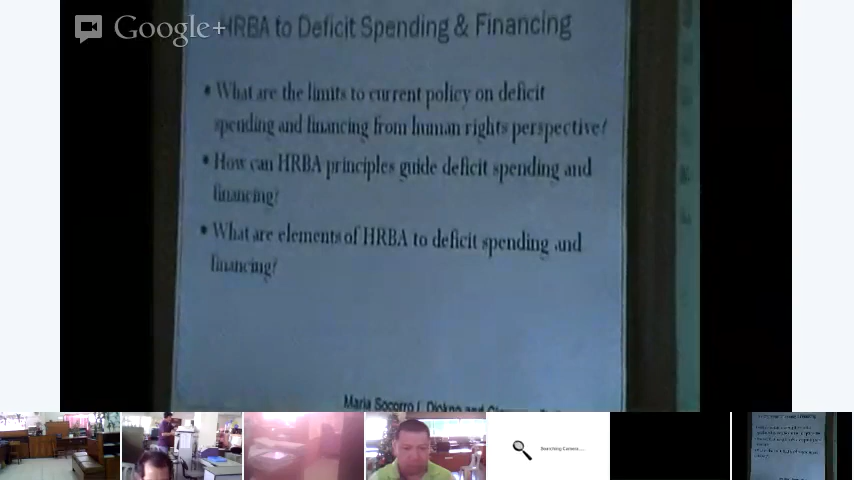 Google+
HRBA to Deficit Spending & Financing
• What are the limits to current policy on deficit
spending and financing from human rights perspective?
• How can HRBA principles guide deficit spending and
financing?
• What are elements of HRBA to deficit spending and
financing?
Maria Socorro I. Diokno and
Searching Camera.....